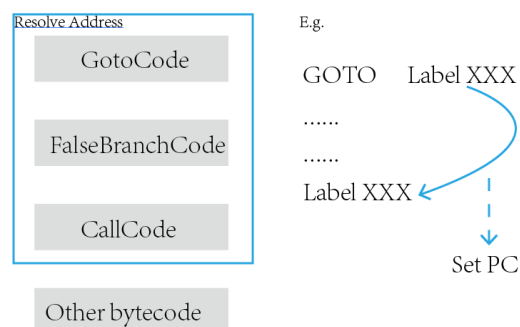 Resolve Address
GotoCode
FalseBranchCode
CallCode
Other bytecode
E.g.
GOTO Label XXX
......
......
Label XXX
Set PC